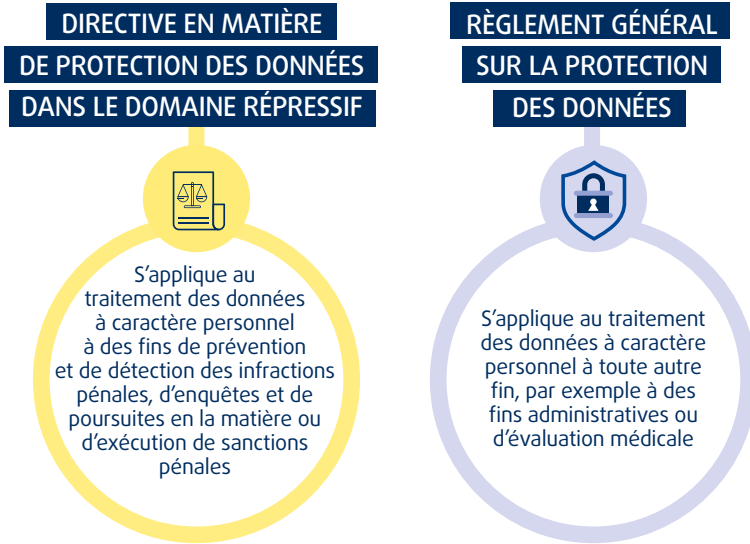 DIRECTIVE EN MATIÈRE
DE PROTECTION DES DONNÉES
DANS LE DOMAINE RÉPRESSIF
S’applique au
traitement des données
à caractère personnel
à des fins de prévention
et de détection des infractions
pénales, d’enquêtes et de
poursuites en la matière ou
d’exécution de sanctions
pénales
RÈGLEMENT GÉNÉRAL
SUR LA PROTECTION
DES DONNÉES
S’applique au traitement
des données à caractère
personnel à toute autre
fin, par exemple à des
fins administratives ou
d’évaluation médicale